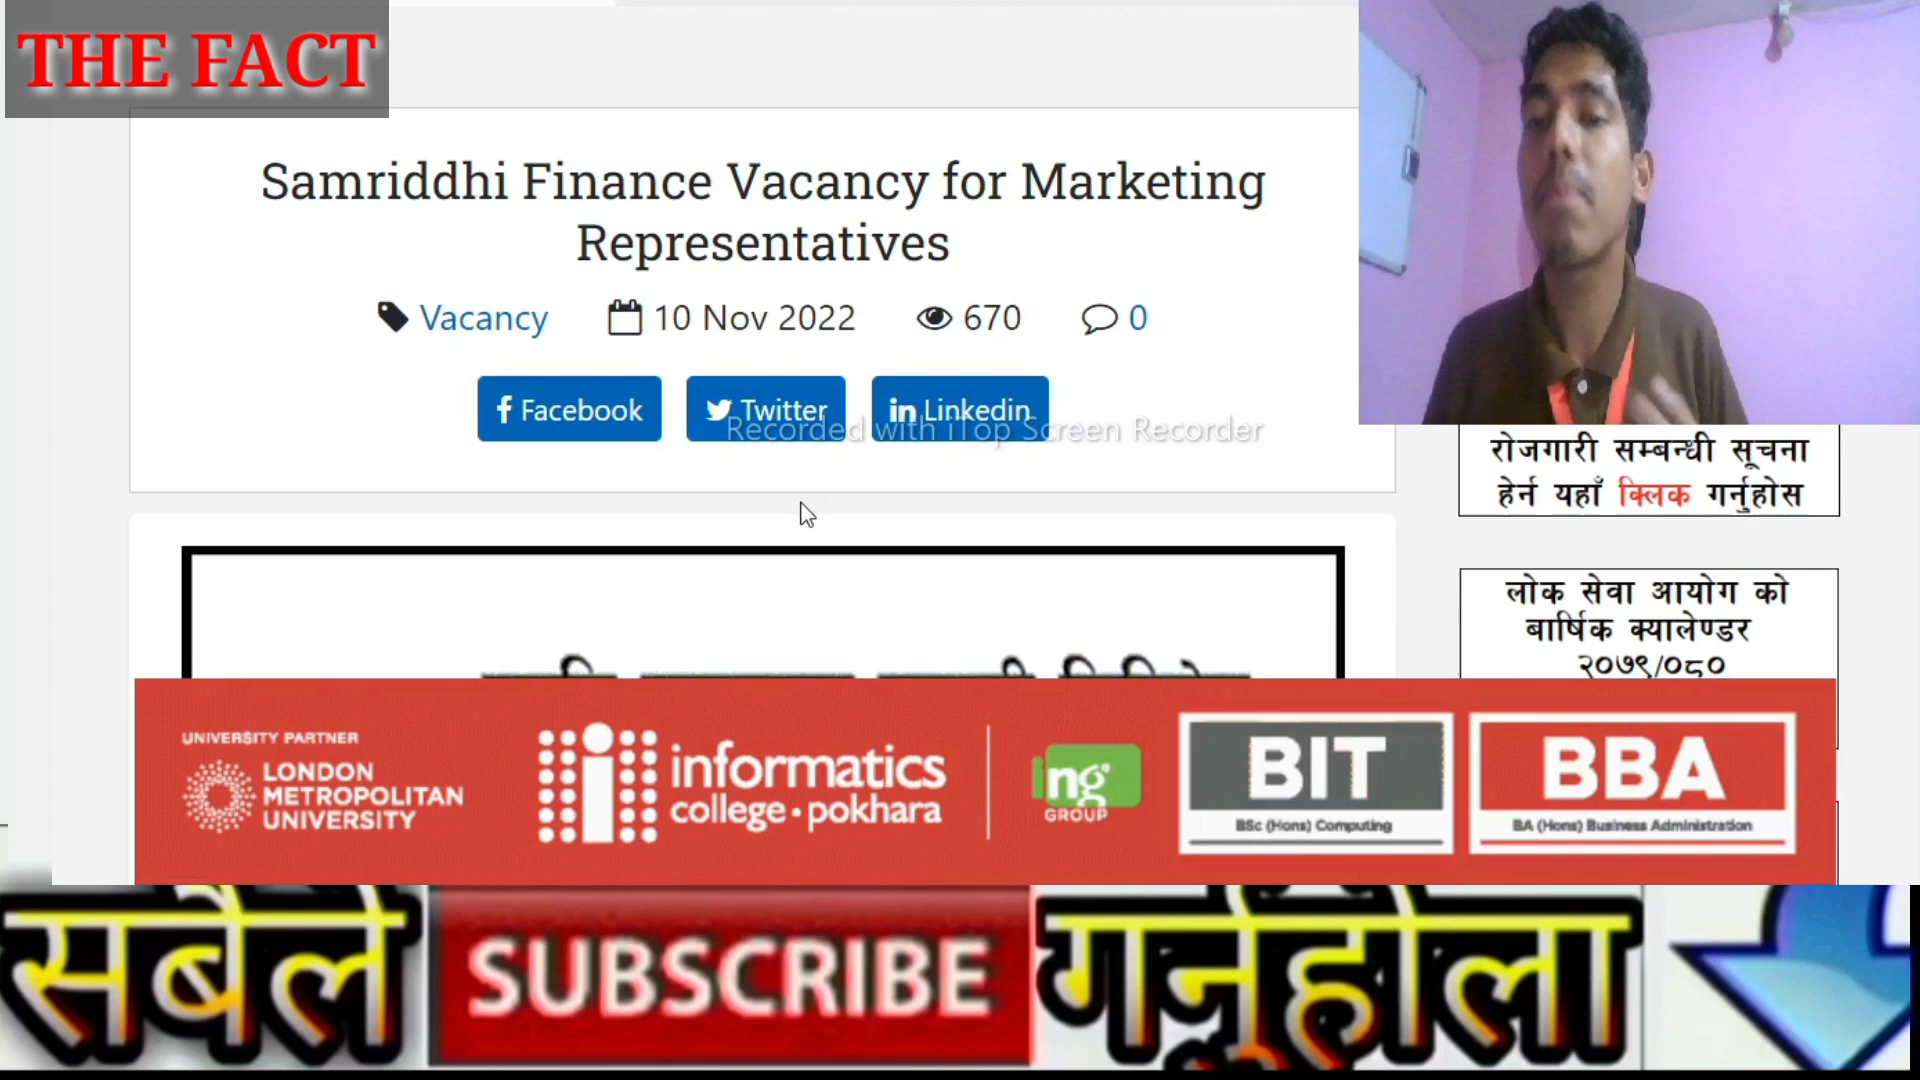 THE FACT
Samriddhi Finance Vacancy for Marketing
Representatives
Vacancy 10 Nov 2022 670 0
Facebook Twitter Linkedin
Recorded with iTop Screen Recorder
रोजगारी सम्बन्धी सूचना
हेर्न यहाँ क्लिक गर्नुहोस
लोक सेवा आयोग को
बार्षिक क्यालेण्डर
२०७९/०८०
UNIVERSITY PARTNER
LONDON
METROPOLITAN
UNIVERSITY
informatics
college • pokhara
ing
GROUP
BIT
BSc (Hons) Computing
BBA
BA (Hons) Business Administration
सबैले SUBSCRIBE गर्नुहोला